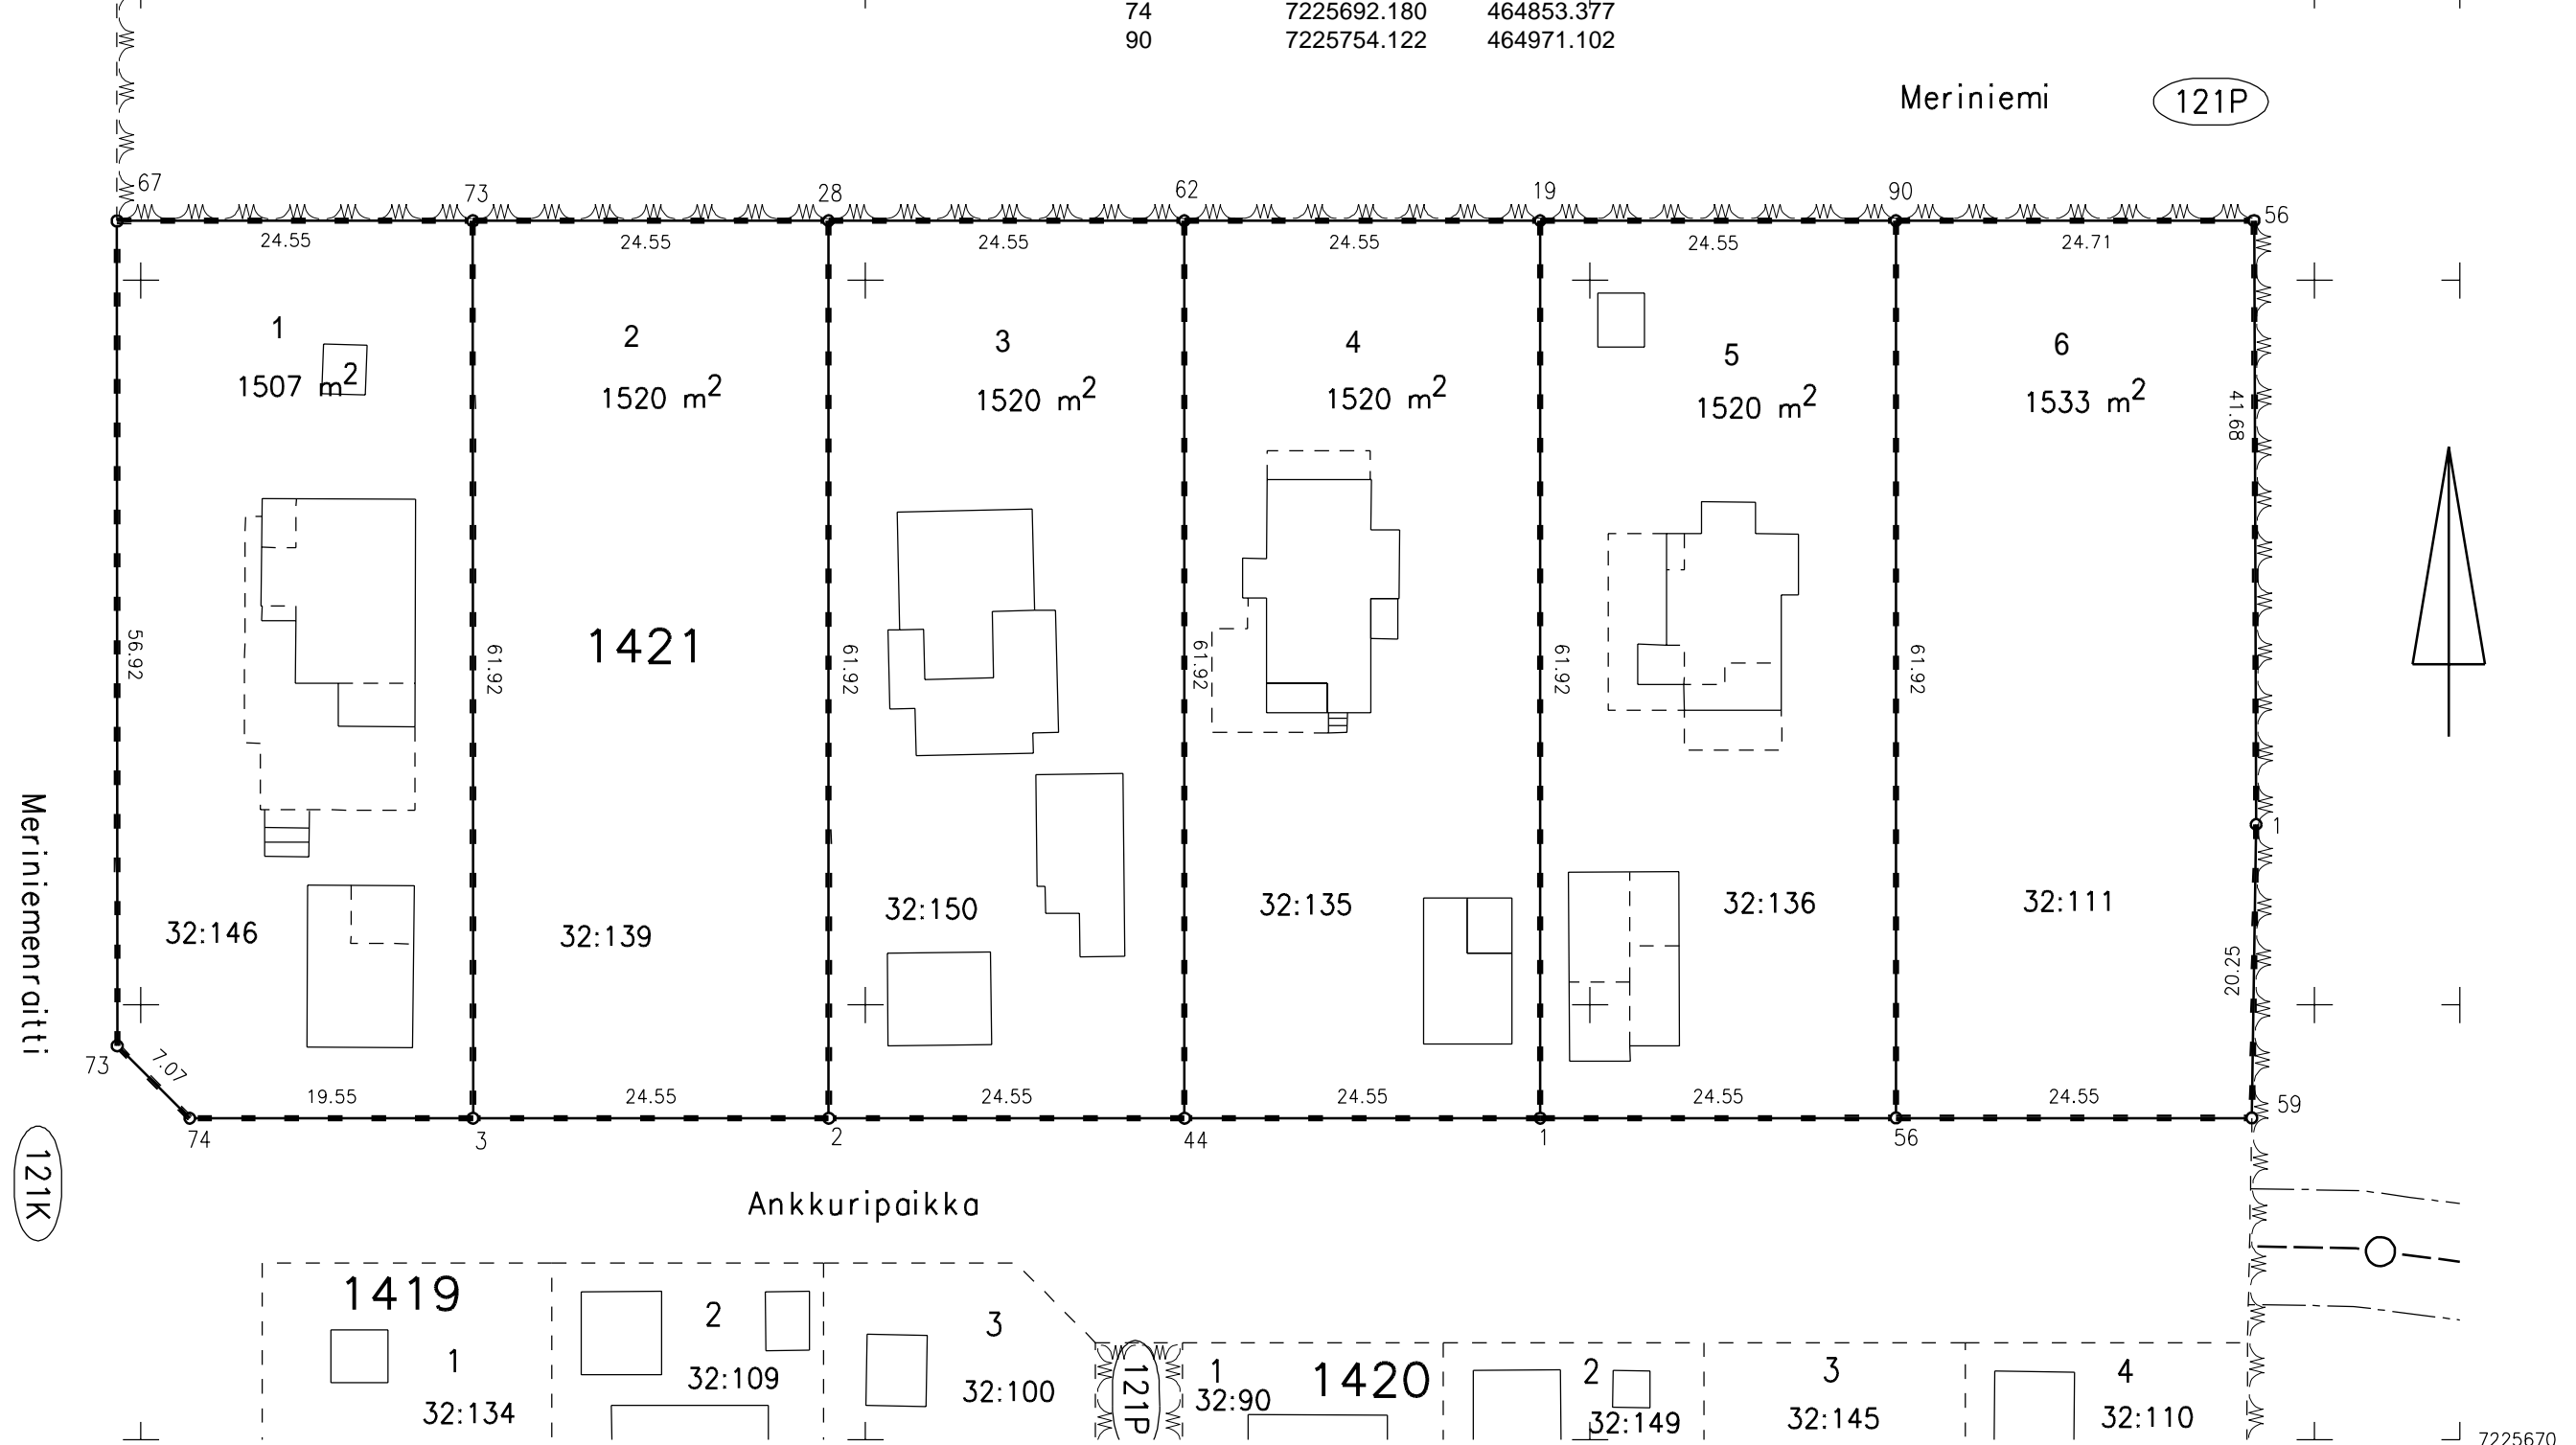 74 7225692.180 464853.377
90 7225754.122 464971.102
Meriniemi 121P
67 73 28 62 19 90 56
24.55 24.55 24.55 24.55 24.55 24.71
1 2 3 4 5 6
1507 m2 1520 m2 1520 m2 1520 m2 1520 m2 1533 m2
41.68
56.92 61.92 61.92 61.92 61.92 61.92
1421
1
Meriniemenraitti
32:146 32:139 32:150 32:135 32:136 32:111
20.25
73 7.07
19.55 24.55 24.55 24.55 24.55 24.55
59
74 3 2 44 1 56
121K
Ankkuripaikka
1419
1 2 3
32:134 32:109 32:100
121P
1420
1 2 3 4
32:90 32:149 32:145 32:110
7225670